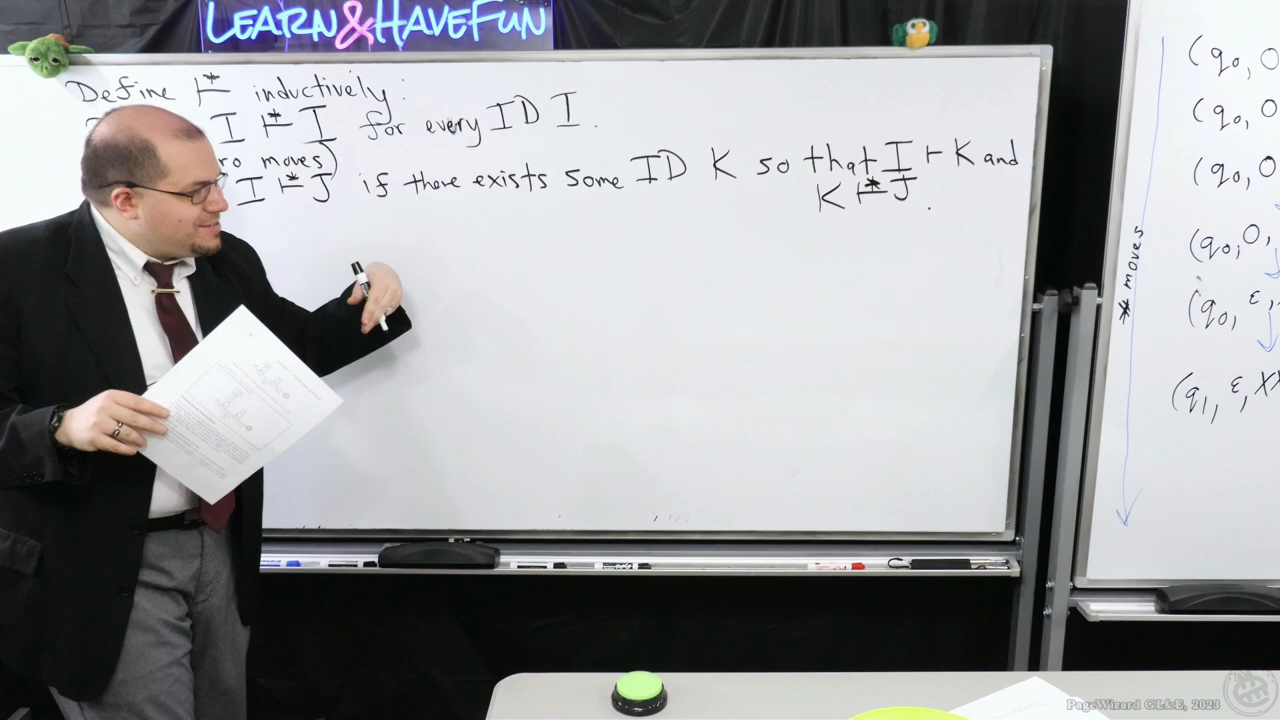 LEARN&HAVEFUN
Define ⊢* inductively:
I ⊢* I for every ID I.
ro moves)
I ⊢* J if there exists some ID K so that I ⊢ K and
K ⊢* J.
* moves
(q0, 0
(q0, 0
(q0, 0
(q0, 0,
(q0, ε,
(q1, ε, XX
PageWizard GL&E, 2023